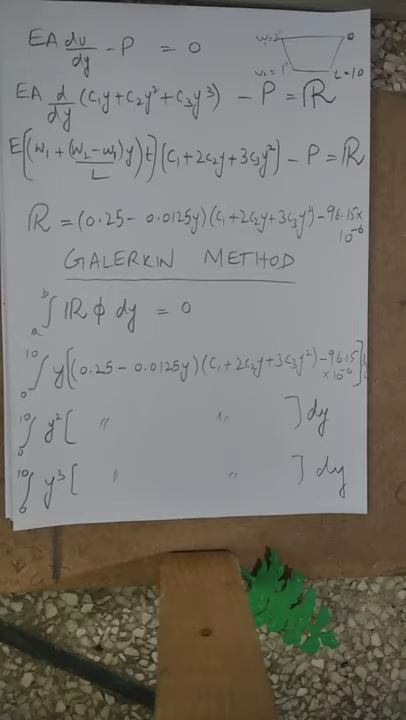 EA du/dy - P = 0
w₁=2" 0
w₂=1" L=10
EA d/dy (c₁y + c₂y² + c₃y³) - P = ℝ
E[(w₁ + (w₂-w₁)y/L)t](c₁ + 2c₂y + 3c₃y²) - P = ℝ
ℝ = (0.25 - 0.0125y)(c₁ + 2c₂y + 3c₃y²) - 96.15 × 10⁻⁶
GALERKIN METHOD
∫ₐᵇ ℝ ϕ dy = 0
∫₀¹⁰ y[(0.25 - 0.0125y)(c₁ + 2c₂y + 3c₃y²) - 96.15 × 10⁻⁶]
∫₀¹⁰ y²[ " " ] dy
∫₀¹⁰ y³[ " " ] dy